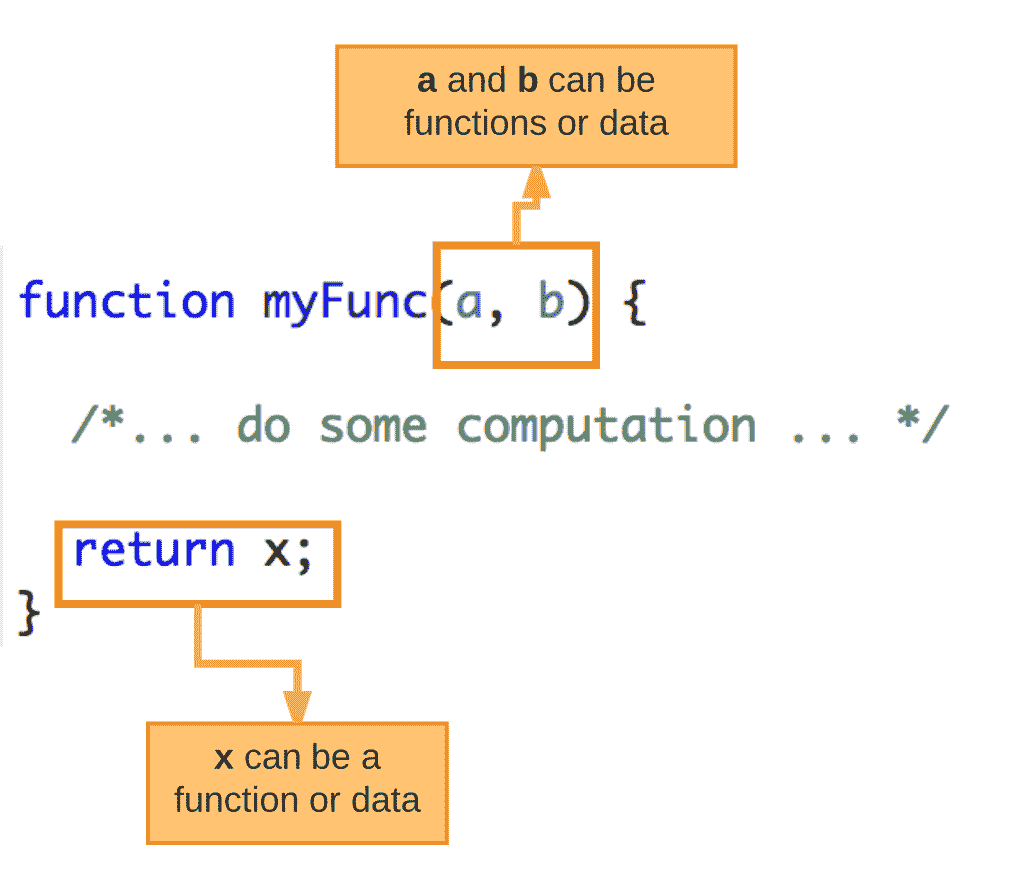 a and b can be
functions or data
function myFunc(a, b) {
/*... do some computation ... */
return x;
}
x can be a
function or data